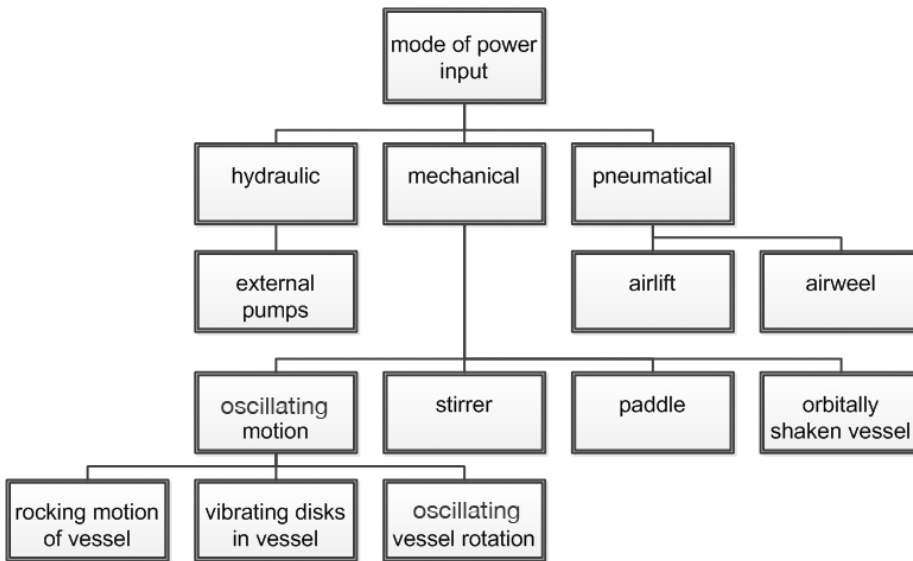 mode of power
input
hydraulic
mechanical
pneumatical
external
pumps
airlift
airweel
oscillating
motion
stirrer
paddle
orbitally
shaken vessel
rocking motion
of vessel
vibrating disks
in vessel
oscillating
vessel rotation